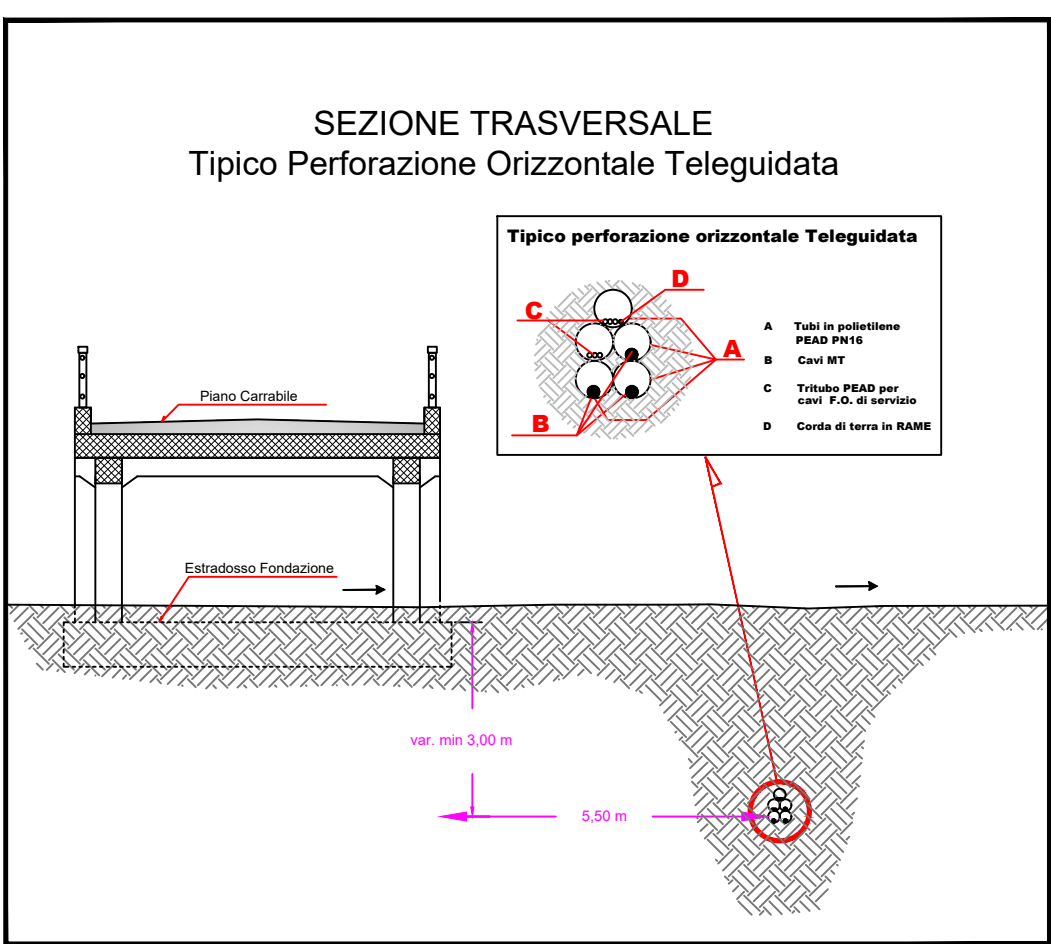 SEZIONE TRASVERSALE
Tipico Perforazione Orizzontale Teleguidata
Tipico perforazione orizzontale Teleguidata
D
C
A
B
A Tubi in polietilene
PEAD PN16
B Cavi MT
C Tritubo PEAD per
cavi F.O. di servizio
D Corda di terra in RAME
Piano Carrabile
Estradosso Fondazione
var. min 3,00 m
5,50 m